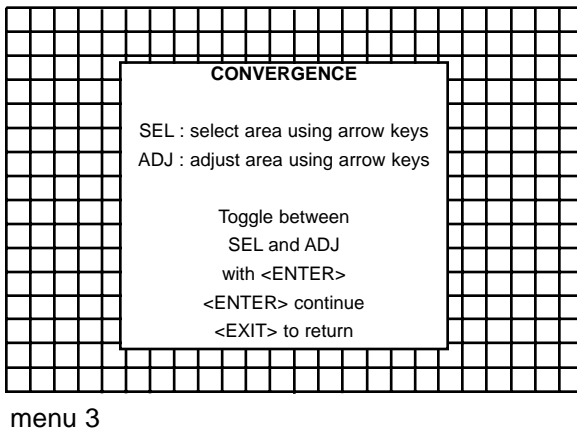 CONVERGENCE
SEL : select area using arrow keys
ADJ : adjust area using arrow keys
Toggle between
SEL and ADJ
with <ENTER>
<ENTER> continue
<EXIT> to return
menu 3